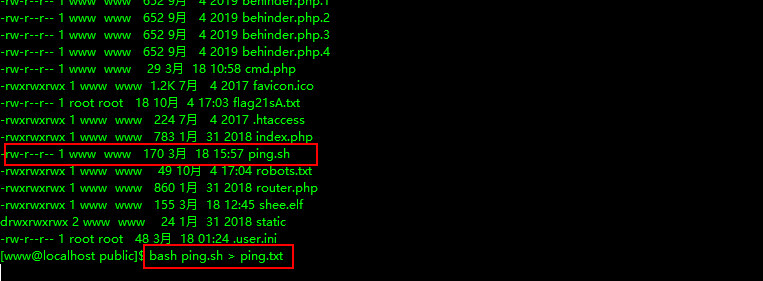 -rw-r--r-- 1 www  www   652 9月   4 2019 behinder.php.1
-rw-r--r-- 1 www  www   652 9月   4 2019 behinder.php.2
-rw-r--r-- 1 www  www   652 9月   4 2019 behinder.php.3
-rw-r--r-- 1 www  www   652 9月   4 2019 behinder.php.4
-rw-r--r-- 1 www  www    29 3月  18 10:58 cmd.php
-rwxrwxrwx 1 www  www  1.2K 7月   4 2017 favicon.ico
-rw-r--r-- 1 root root   18 10月  4 17:03 flag21sA.txt
-rwxrwxrwx 1 www  www   224 7月   4 2017 .htaccess
-rwxrwxrwx 1 www  www   783 1月  31 2018 index.php
-rw-r--r-- 1 www  www   170 3月  18 15:57 ping.sh
-rwxrwxrwx 1 www  www    49 10月  4 17:04 robots.txt
-rwxrwxrwx 1 www  www   860 1月  31 2018 router.php
-rwxrwxrwx 1 www  www   155 3月  18 12:45 shee.elf
drwxrwxrwx 2 www  www    24 1月  31 2018 static
-rw-r--r-- 1 root root   48 3月  18 01:24 .user.ini
[www@localhost public]$ bash ping.sh > ping.txt